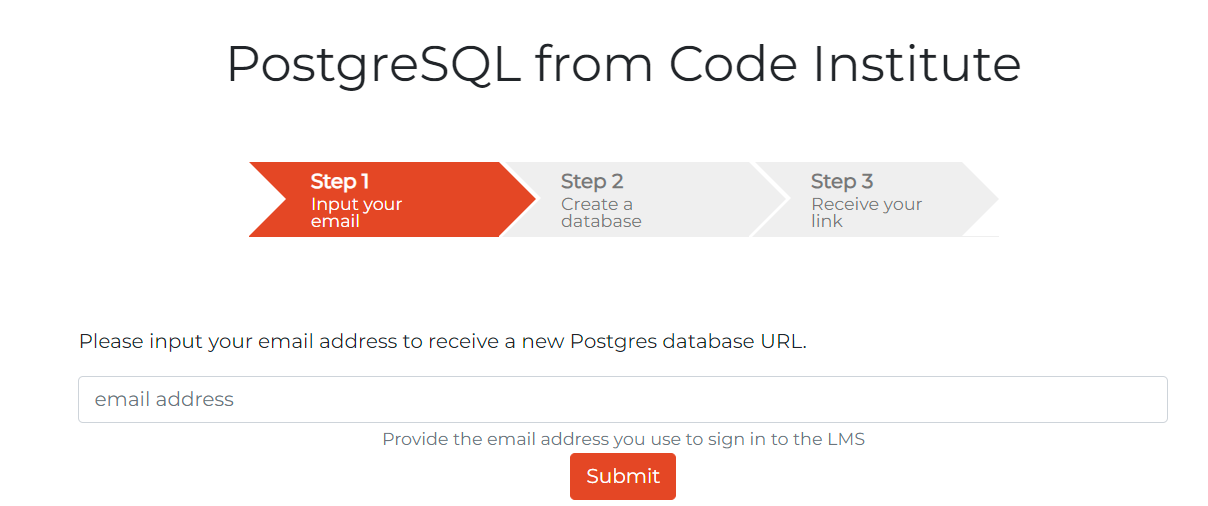 PostgreSQL from Code Institute
Step 1
Input your
email
Step 2
Create a
database
Step 3
Receive your
link
Please input your email address to receive a new Postgres database URL.
email address
Provide the email address you use to sign in to the LMS
Submit